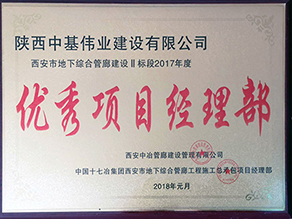 陕西中基伟业建设有限公司
西安市地下综合管廊建设Ⅱ标段2017年度
优秀项目经理部
西安中冶管廊建设管理有限公司
中国十七冶集团西安市地下综合管廊工程施工总承包项目经理部
2018年元月